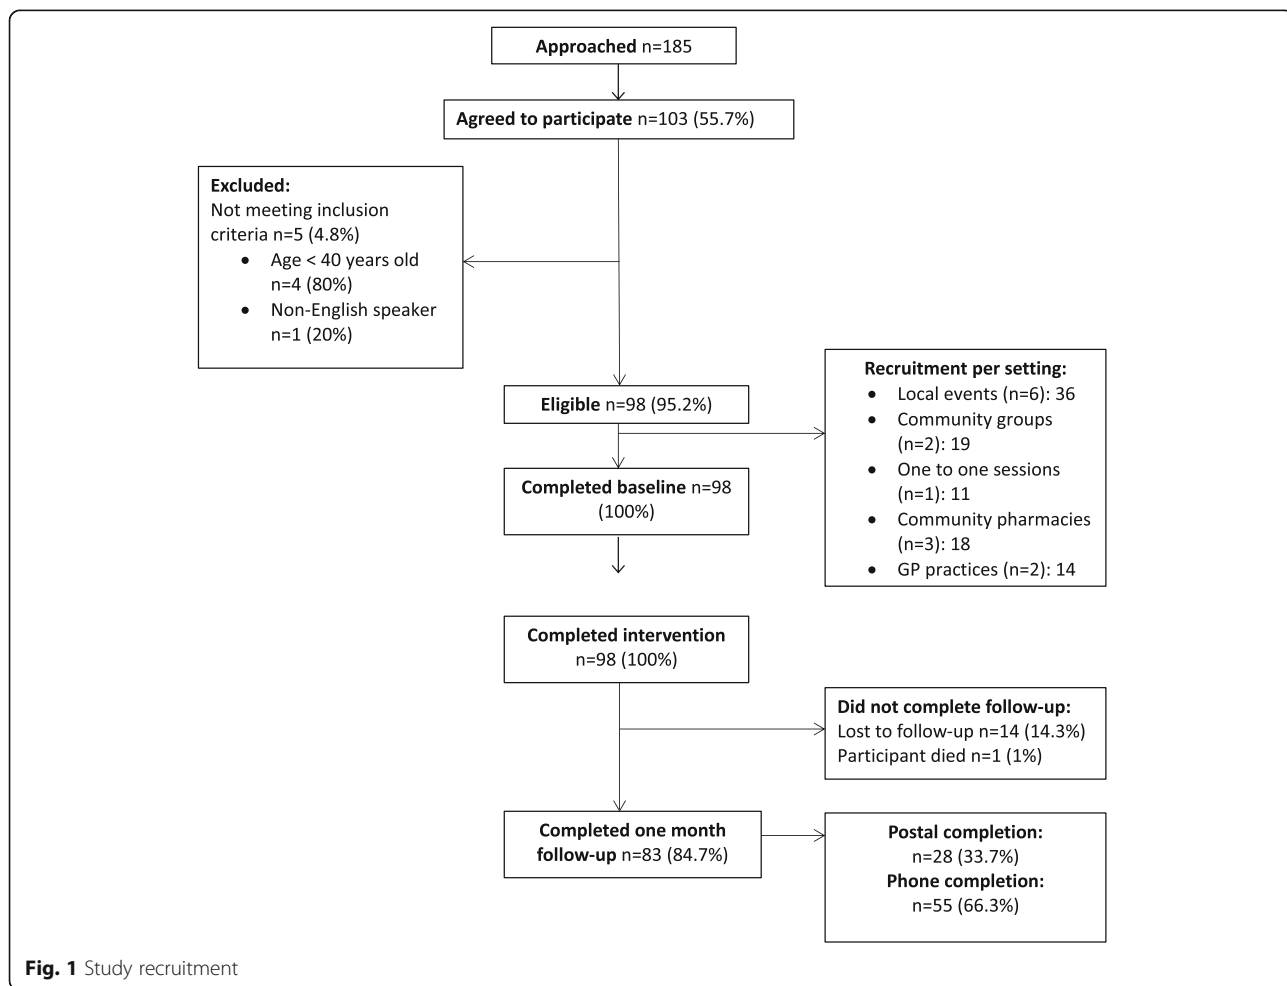 Approached n=185
Agreed to participate n=103 (55.7%)
Excluded:
Not meeting inclusion
criteria n=5 (4.8%)
• Age < 40 years old
n=4 (80%)
• Non-English speaker
n=1 (20%)
Eligible n=98 (95.2%)
Recruitment per setting:
• Local events (n=6): 36
• Community groups
(n=2): 19
• One to one sessions
(n=1): 11
• Community pharmacies
(n=3): 18
• GP practices (n=2): 14
Completed baseline n=98
(100%)
Completed intervention
n=98 (100%)
Did not complete follow-up:
Lost to follow-up n=14 (14.3%)
Participant died n=1 (1%)
Completed one month
follow-up n=83 (84.7%)
Postal completion:
n=28 (33.7%)
Phone completion:
n=55 (66.3%)
Fig. 1 Study recruitment